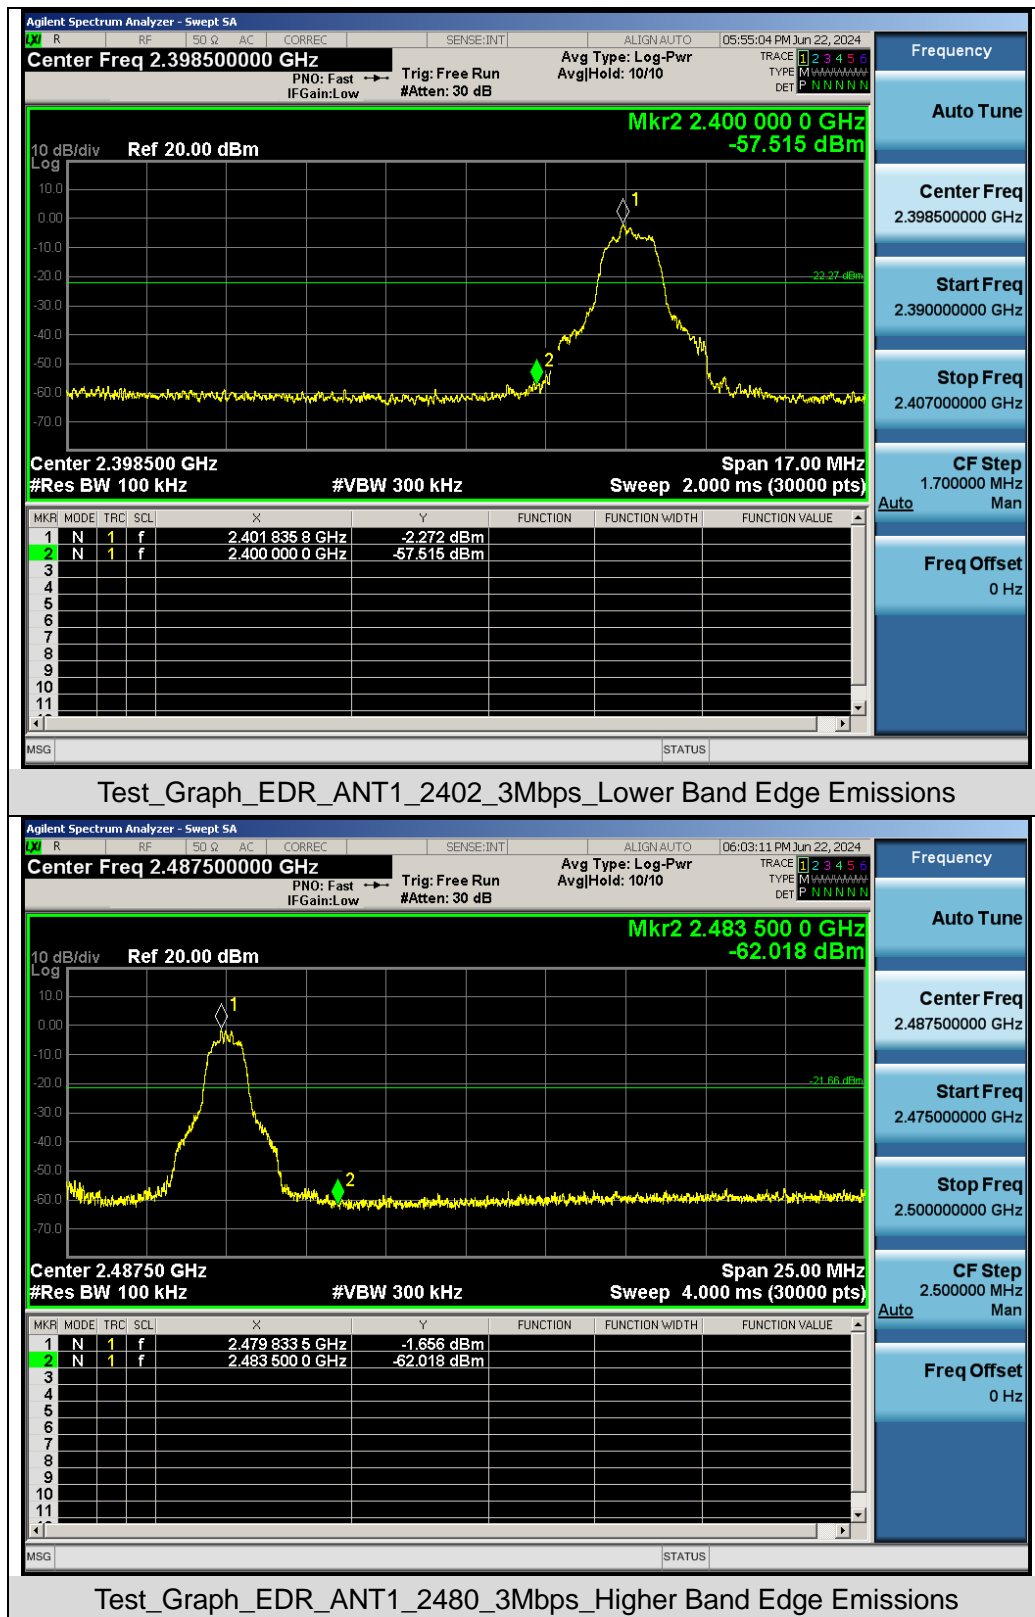 Agilent Spectrum Analyzer - Swept SA
LXI R RF 50 Ω AC CORREC SENSE:INT ALIGN AUTO 05:55:04 PM Jun 22, 2024
Center Freq 2.398500000 GHz
PNO: Fast
IFGain:Low
Trig: Free Run
#Atten: 30 dB
Avg Type: Log-Pwr
Avg|Hold: 10/10
TRACE 1 2 3 4 5 6
TYPE M WWWWW
DET P N N N N N
Frequency
Auto Tune
Center Freq
2.398500000 GHz
Start Freq
2.390000000 GHz
Stop Freq
2.407000000 GHz
CF Step
1.700000 MHz
Auto Man
Freq Offset
0 Hz
Mkr2 2.400 000 0 GHz
-57.515 dBm
10 dB/div Ref 20.00 dBm
Log
10.0
0.00
-10.0
-20.0
-30.0
-40.0
-50.0
-60.0
-70.0
1
-22.27 dBm
2
Center 2.398500 GHz Span 17.00 MHz
#Res BW 100 kHz #VBW 300 kHz Sweep 2.000 ms (30000 pts)
MKR MODE TRC SCL X Y FUNCTION FUNCTION WIDTH FUNCTION VALUE
1 N 1 f 2.401 835 8 GHz -2.272 dBm
2 N 1 f 2.400 000 0 GHz -57.515 dBm
3
4
5
6
7
8
9
10
11
MSG STATUS
Test_Graph_EDR_ANT1_2402_3Mbps_Lower Band Edge Emissions
Agilent Spectrum Analyzer - Swept SA
LXI R RF 50 Ω AC CORREC SENSE:INT ALIGN AUTO 06:03:11 PM Jun 22, 2024
Center Freq 2.487500000 GHz
PNO: Fast
IFGain:Low
Trig: Free Run
#Atten: 30 dB
Avg Type: Log-Pwr
Avg|Hold: 10/10
TRACE 1 2 3 4 5 6
TYPE M WWWWW
DET P N N N N N
Frequency
Auto Tune
Center Freq
2.487500000 GHz
Start Freq
2.475000000 GHz
Stop Freq
2.500000000 GHz
CF Step
2.500000 MHz
Auto Man
Freq Offset
0 Hz
Mkr2 2.483 500 0 GHz
-62.018 dBm
10 dB/div Ref 20.00 dBm
Log
10.0
0.00
-10.0
-20.0
-30.0
-40.0
-50.0
-60.0
-70.0
1
-21.66 dBm
2
Center 2.48750 GHz Span 25.00 MHz
#Res BW 100 kHz #VBW 300 kHz Sweep 4.000 ms (30000 pts)
MKR MODE TRC SCL X Y FUNCTION FUNCTION WIDTH FUNCTION VALUE
1 N 1 f 2.479 833 5 GHz -1.656 dBm
2 N 1 f 2.483 500 0 GHz -62.018 dBm
3
4
5
6
7
8
9
10
11
MSG STATUS
Test_Graph_EDR_ANT1_2480_3Mbps_Higher Band Edge Emissions